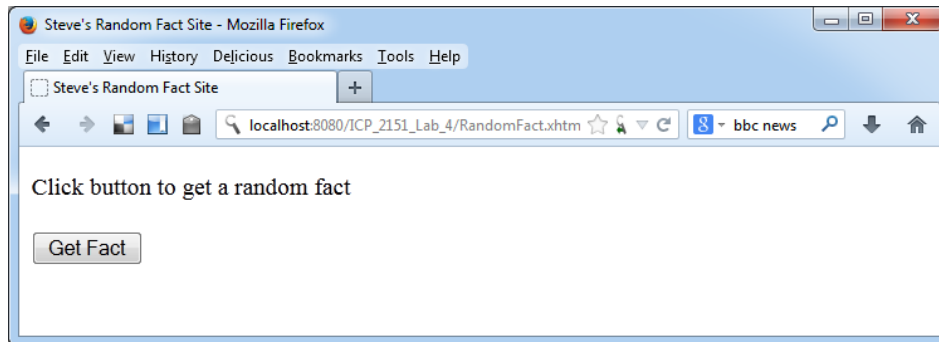 Steve's Random Fact Site - Mozilla Firefox
File Edit View History Delicious Bookmarks Tools Help
Steve's Random Fact Site +
localhost:8080/ICP_2151_Lab_4/RandomFact.xhtm 8 bbc news
Click button to get a random fact
Get Fact